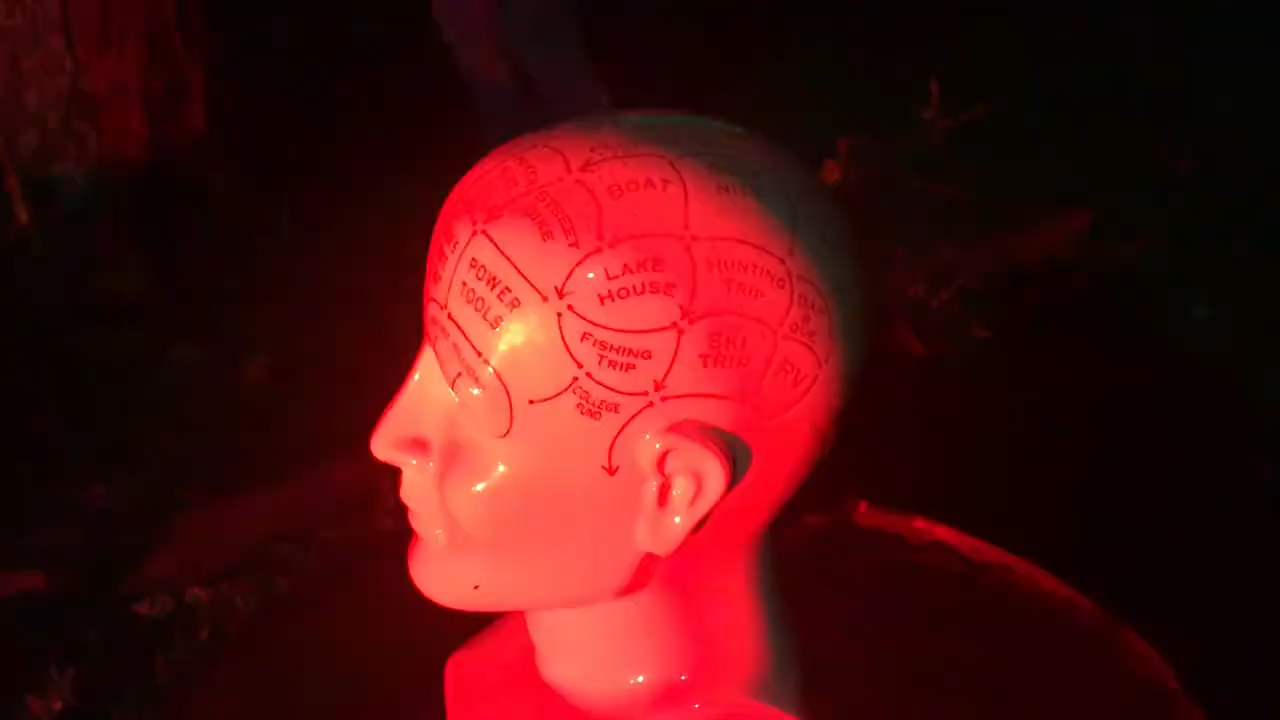 BOAT
STREET
BIKE
POWER
TOOLS
LAKE
HOUSE
HUNTING
TRIP
FISHING
TRIP
SKI
TRIP
RV
COLLEGE
FUND